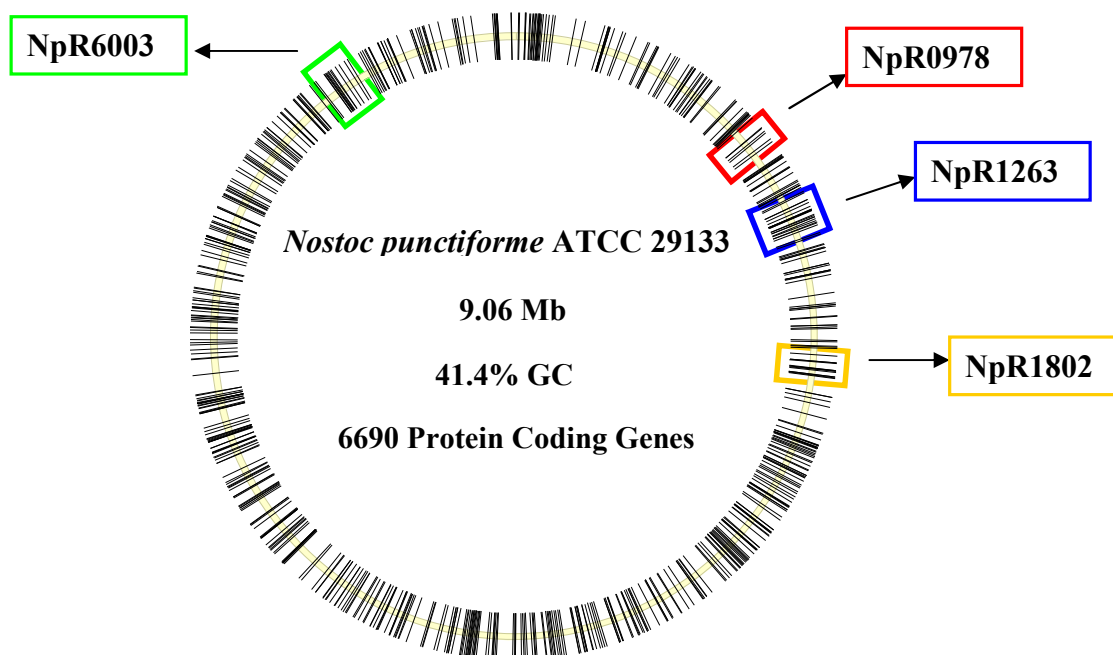 NpR6003
NpR0978
NpR1263
Nostoc punctiforme ATCC 29133
9.06 Mb
NpR1802
41.4% GC
6690 Protein Coding Genes